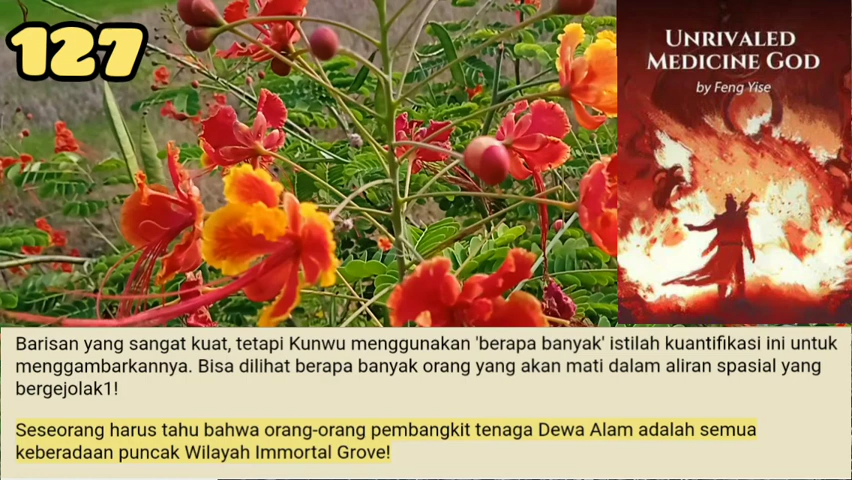 127
UNRIVALED
MEDICINE GOD
by Feng Yise
Barisan yang sangat kuat, tetapi Kunwu menggunakan 'berapa banyak' istilah kuantifikasi ini untuk
menggambarkannya. Bisa dilihat berapa banyak orang yang akan mati dalam aliran spasial yang
bergejolak1!
Seseorang harus tahu bahwa orang-orang pembangkit tenaga Dewa Alam adalah semua
keberadaan puncak Wilayah Immortal Grove!